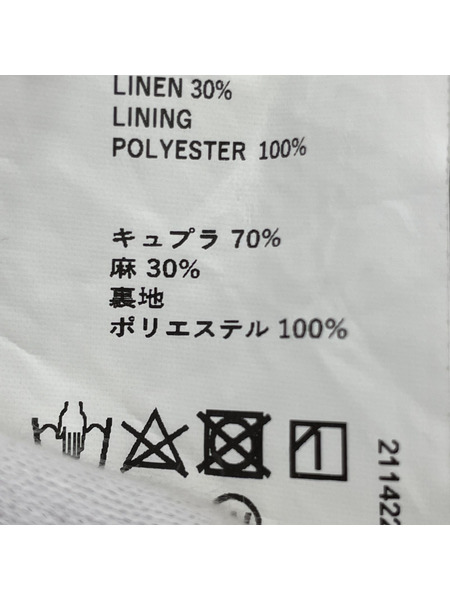 LINEN 30%
LINING
POLYESTER 100%
キュプラ 70%
麻 30%
裏地
ポリエステル 100%
211422